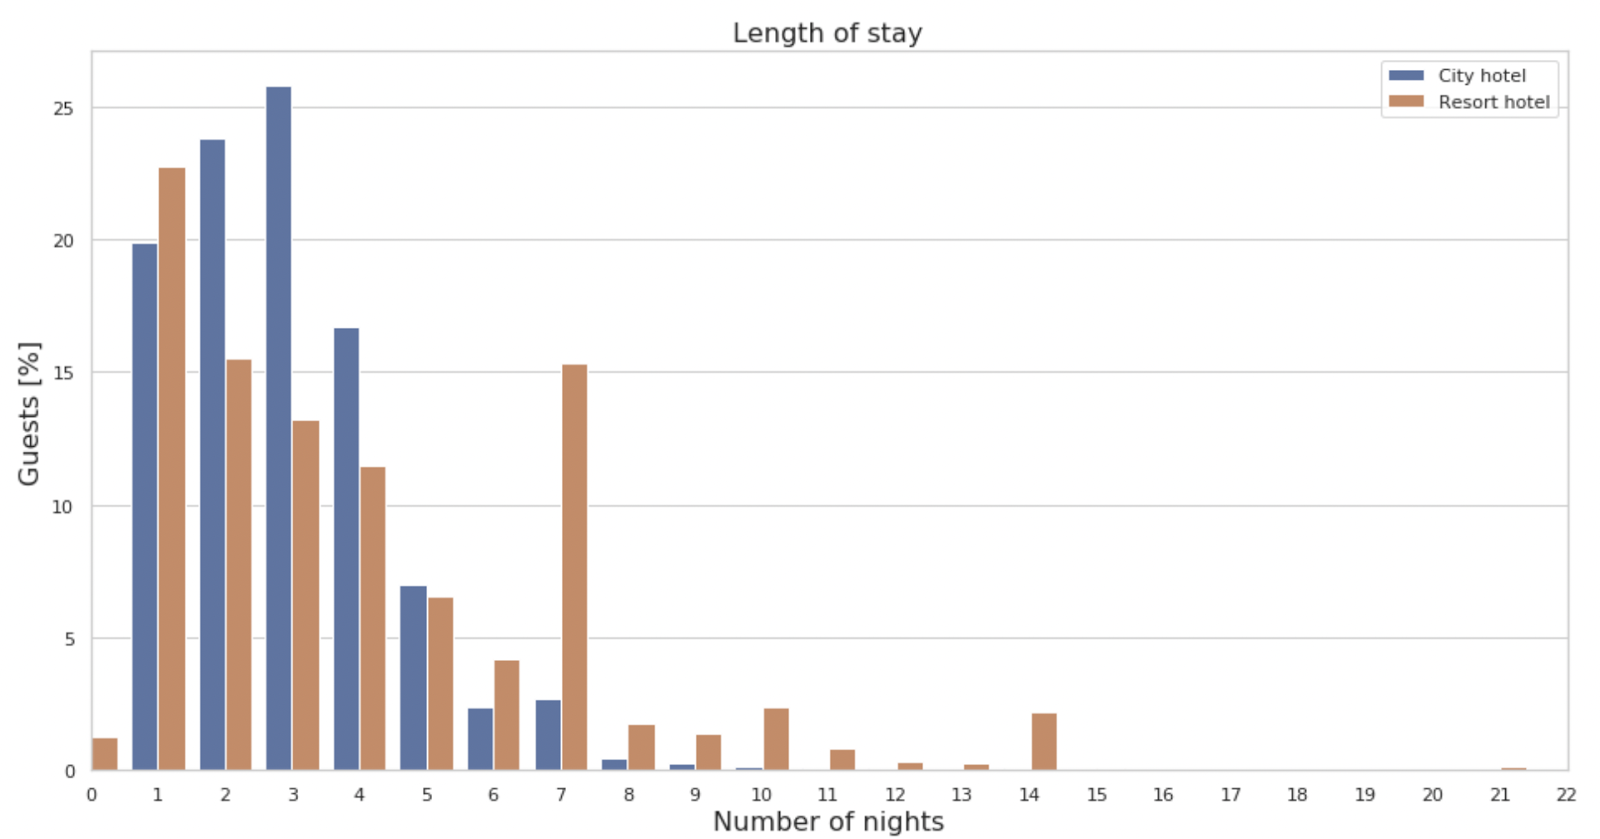 Length of stay
City hotel
Resort hotel
Guests [%]
25
20
15
10
5
0
0 1 2 3 4 5 6 7 8 9 10 11 12 13 14 15 16 17 18 19 20 21 22
Number of nights